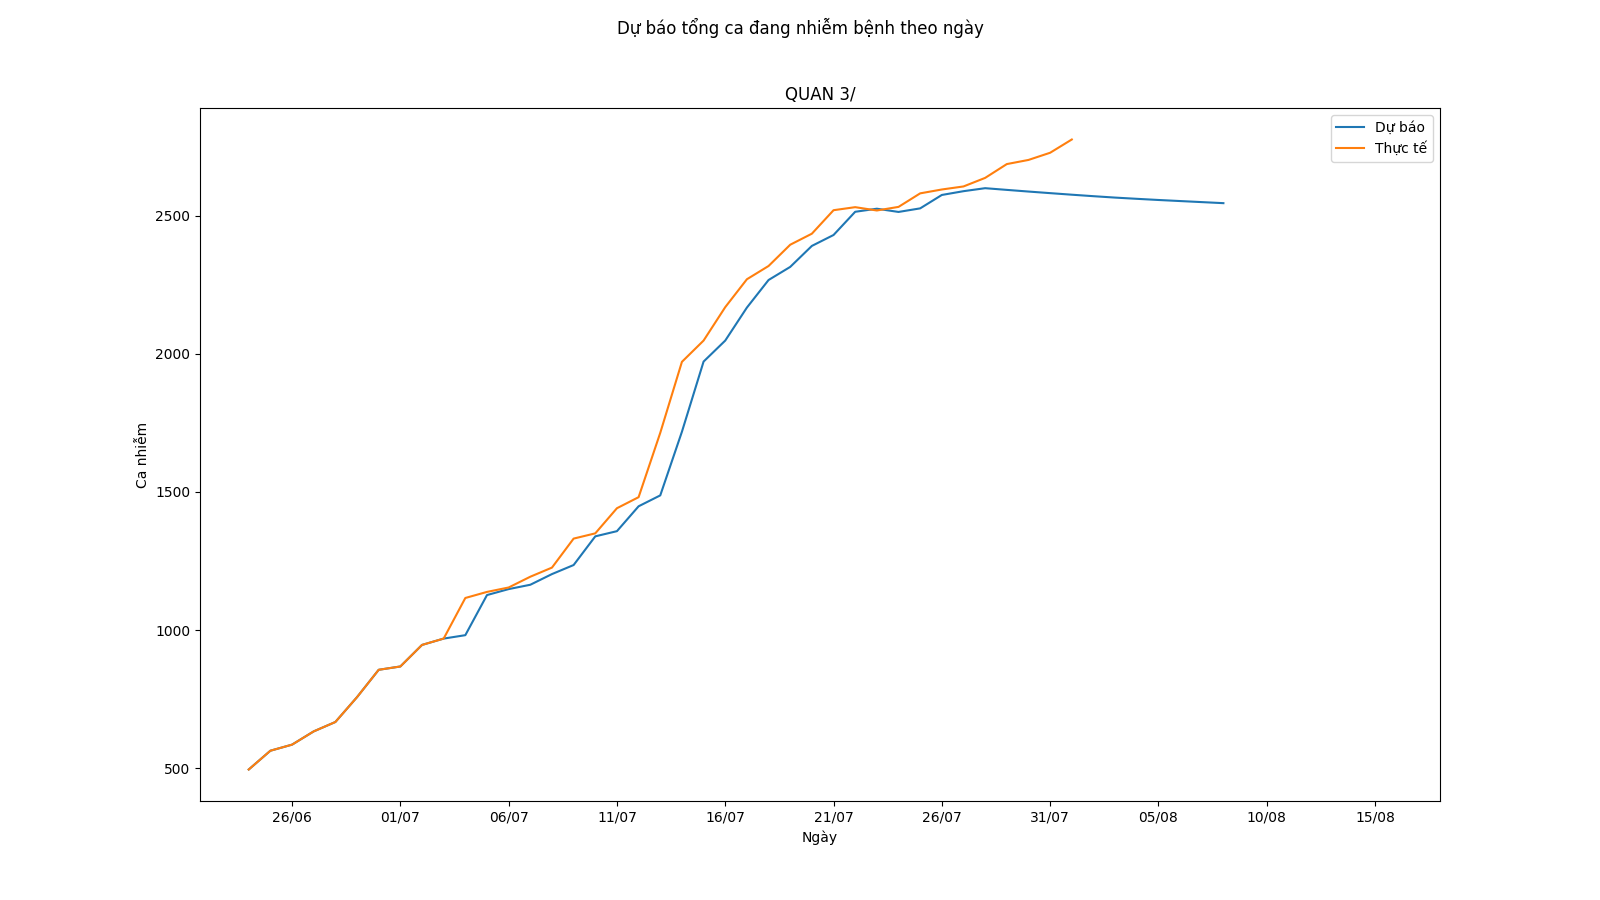 Dự báo tổng ca đang nhiễm bệnh theo ngày
QUAN 3/
Dự báo
Thực tế
2500
2000
1500
1000
500
Ca nhiễm
26/06
01/07
06/07
11/07
16/07
21/07
26/07
31/07
05/08
10/08
15/08
Ngày